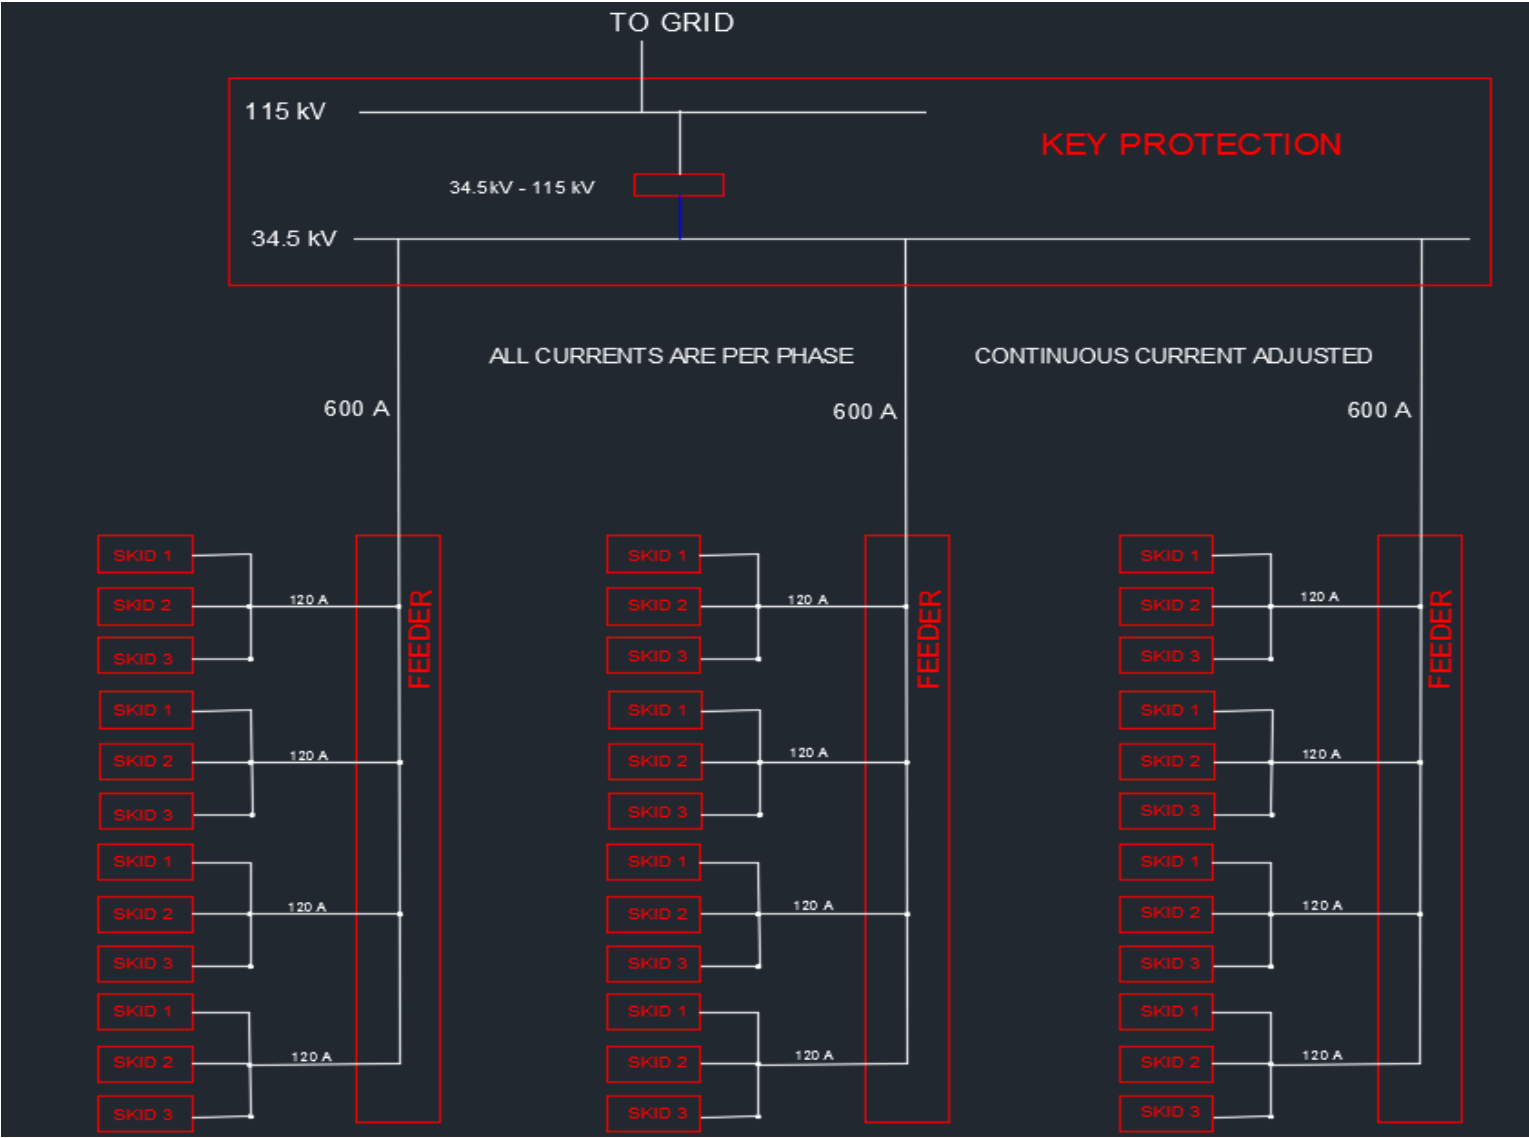 TO GRID
115 kV
KEY PROTECTION
34.5kV - 115 kV
34.5 kV
ALL CURRENTS ARE PER PHASE
CONTINUOUS CURRENT ADJUSTED
600 A
600 A
600 A
SKID 1
SKID 2
SKID 3
120 A
SKID 1
SKID 2
SKID 3
120 A
SKID 1
SKID 2
SKID 3
120 A
SKID 1
SKID 2
SKID 3
120 A
FEEDER
SKID 1
SKID 2
SKID 3
120 A
SKID 1
SKID 2
SKID 3
120 A
SKID 1
SKID 2
SKID 3
120 A
SKID 1
SKID 2
SKID 3
120 A
FEEDER
SKID 1
SKID 2
SKID 3
120 A
SKID 1
SKID 2
SKID 3
120 A
SKID 1
SKID 2
SKID 3
120 A
SKID 1
SKID 2
SKID 3
120 A
FEEDER